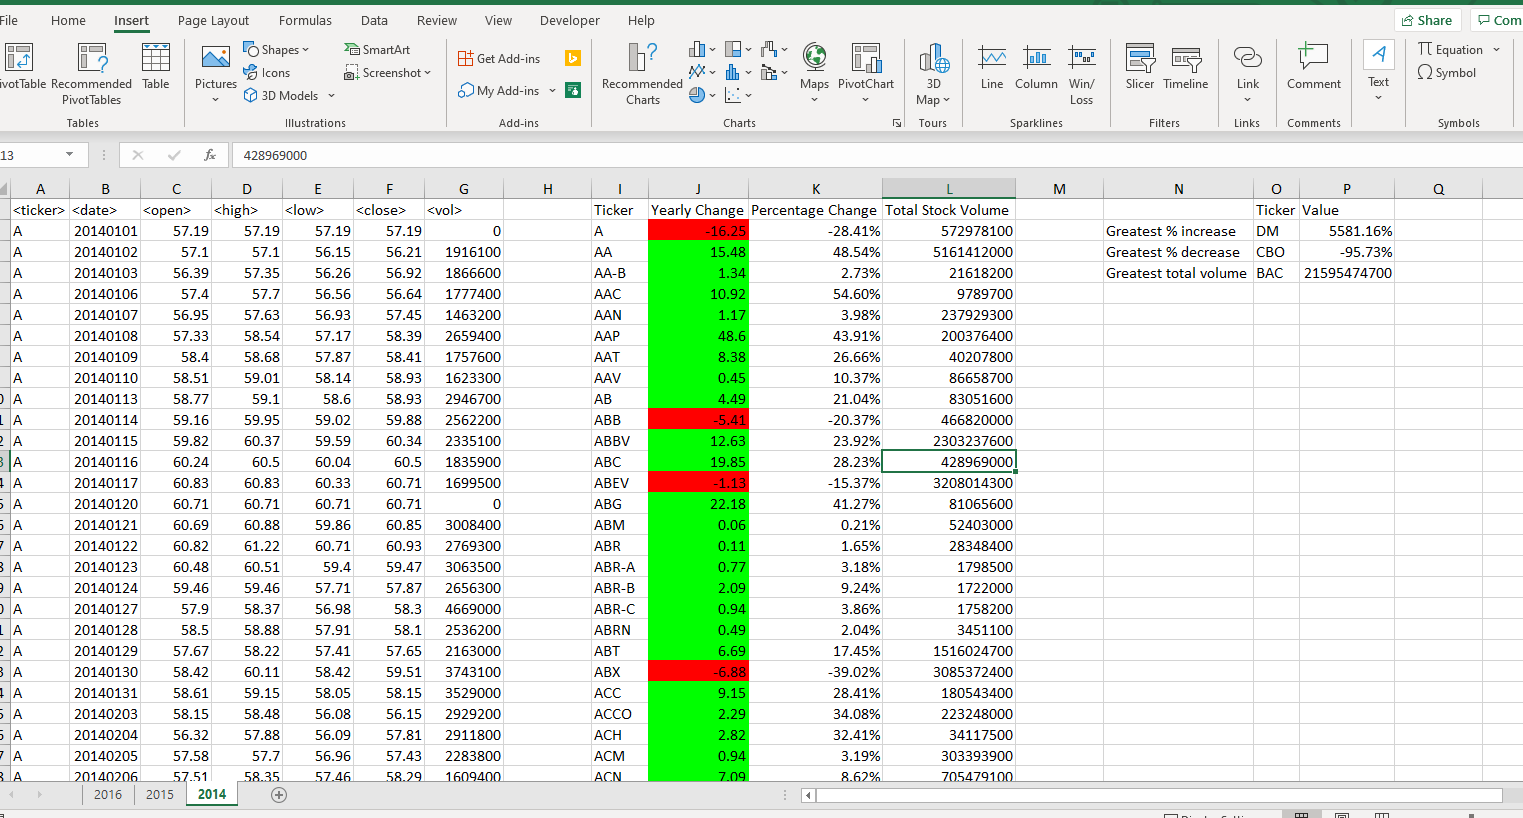 File Home Insert Page Layout Formulas Data Review View Developer Help Share Com
PivotTable Recommended PivotTables Table Pictures Shapes Icons 3D Models SmartArt Screenshot Get Add-ins My Add-ins Recommended Charts Maps PivotChart 3D Map Line Column Win/ Loss Slicer Timeline Link Comment Text Equation Symbol
Tables Illustrations Add-ins Charts Tours Sparklines Filters Links Comments Symbols
13 fx 428969000
A B C D E F G H I J K L M N O P Q
<ticker> <date> <open> <high> <low> <close> <vol> Ticker Yearly Change Percentage Change Total Stock Volume Ticker Value
A 20140101 57.19 57.19 57.19 57.19 0 A -16.25 -28.41% 572978100 Greatest % increase DM 5581.16%
A 20140102 57.1 57.1 56.15 56.21 1916100 AA 15.48 48.54% 5161412000 Greatest % decrease CBO -95.73%
A 20140103 56.39 57.35 56.26 56.92 1866600 AA-B 1.34 2.73% 21618200 Greatest total volume BAC 21595474700
A 20140106 57.4 57.7 56.56 56.64 1777400 AAC 10.92 54.60% 9789700
A 20140107 56.95 57.63 56.93 57.45 1463200 AAN 1.17 3.98% 237929300
A 20140108 57.33 58.54 57.17 58.39 2659400 AAP 48.6 43.91% 200376400
A 20140109 58.4 58.68 57.87 58.41 1757600 AAT 8.38 26.66% 40207800
A 20140110 58.51 59.01 58.14 58.93 1623300 AAV 0.45 10.37% 86658700
A 20140113 58.77 59.1 58.6 58.93 2946700 AB 4.49 21.04% 83051600
A 20140114 59.16 59.95 59.02 59.88 2562200 ABB -5.41 -20.37% 466820000
A 20140115 59.82 60.37 59.59 60.34 2335100 ABBV 12.63 23.92% 2303237600
A 20140116 60.24 60.5 60.04 60.5 1835900 ABC 19.85 28.23% 428969000
A 20140117 60.83 60.83 60.33 60.71 1699500 ABEV -1.13 -15.37% 3208014300
A 20140120 60.71 60.71 60.71 60.71 0 ABG 22.18 41.27% 81065600
A 20140121 60.69 60.88 59.86 60.85 3008400 ABM 0.06 0.21% 52403000
A 20140122 60.82 61.22 60.71 60.93 2769300 ABR 0.11 1.65% 28348400
A 20140123 60.48 60.51 59.4 59.47 3063500 ABR-A 0.77 3.18% 1798500
A 20140124 59.46 59.46 57.71 57.87 2656300 ABR-B 2.09 9.24% 1722000
A 20140127 57.9 58.37 56.98 58.3 4669000 ABR-C 0.94 3.86% 1758200
A 20140128 58.5 58.88 57.91 58.1 2536200 ABRN 0.49 2.04% 3451100
A 20140129 57.67 58.22 57.41 57.65 2163000 ABT 6.69 17.45% 1516024700
A 20140130 58.42 60.11 58.42 59.51 3743100 ABX -6.88 -39.02% 3085372400
A 20140131 58.61 59.15 58.05 58.15 3529000 ACC 9.15 28.41% 180543400
A 20140203 58.15 58.48 56.08 56.15 2929200 ACCO 2.29 34.08% 223248000
A 20140204 56.32 57.88 56.09 57.81 2911800 ACH 2.82 32.41% 34117500
A 20140205 57.58 57.7 56.96 57.43 2283800 ACM 0.94 3.19% 303393900
A 20140206 57.51 58.35 57.46 58.29 1609400 ACN 7.09 8.62% 705479100
2016 2015 2014